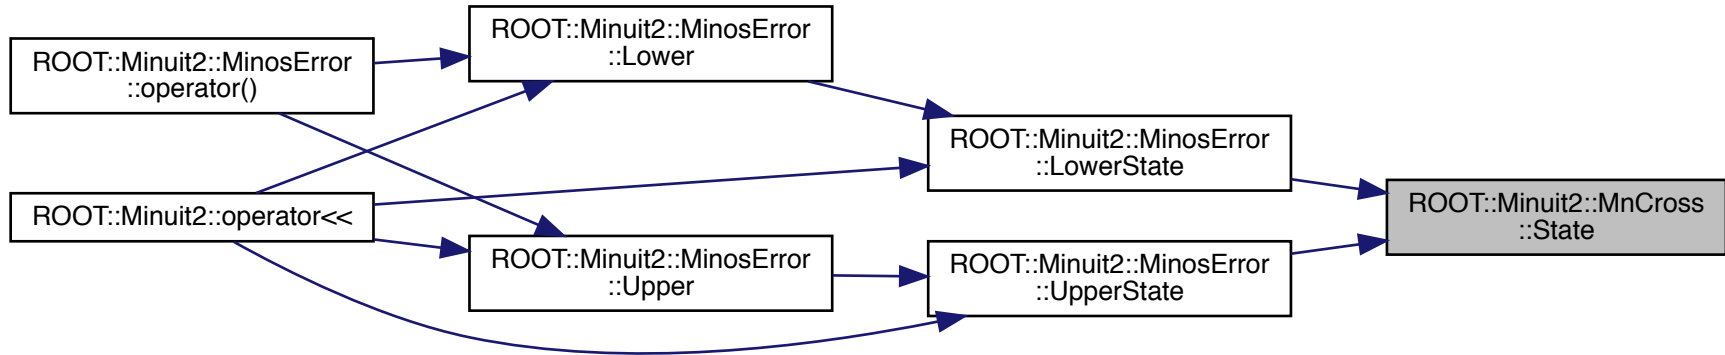 ROOT::Minuit2::MinosError
::operator()
ROOT::Minuit2::operator<<
ROOT::Minuit2::MinosError
::Lower
ROOT::Minuit2::MinosError
::Upper
ROOT::Minuit2::MinosError
::LowerState
ROOT::Minuit2::MinosError
::UpperState
ROOT::Minuit2::MnCross
::State